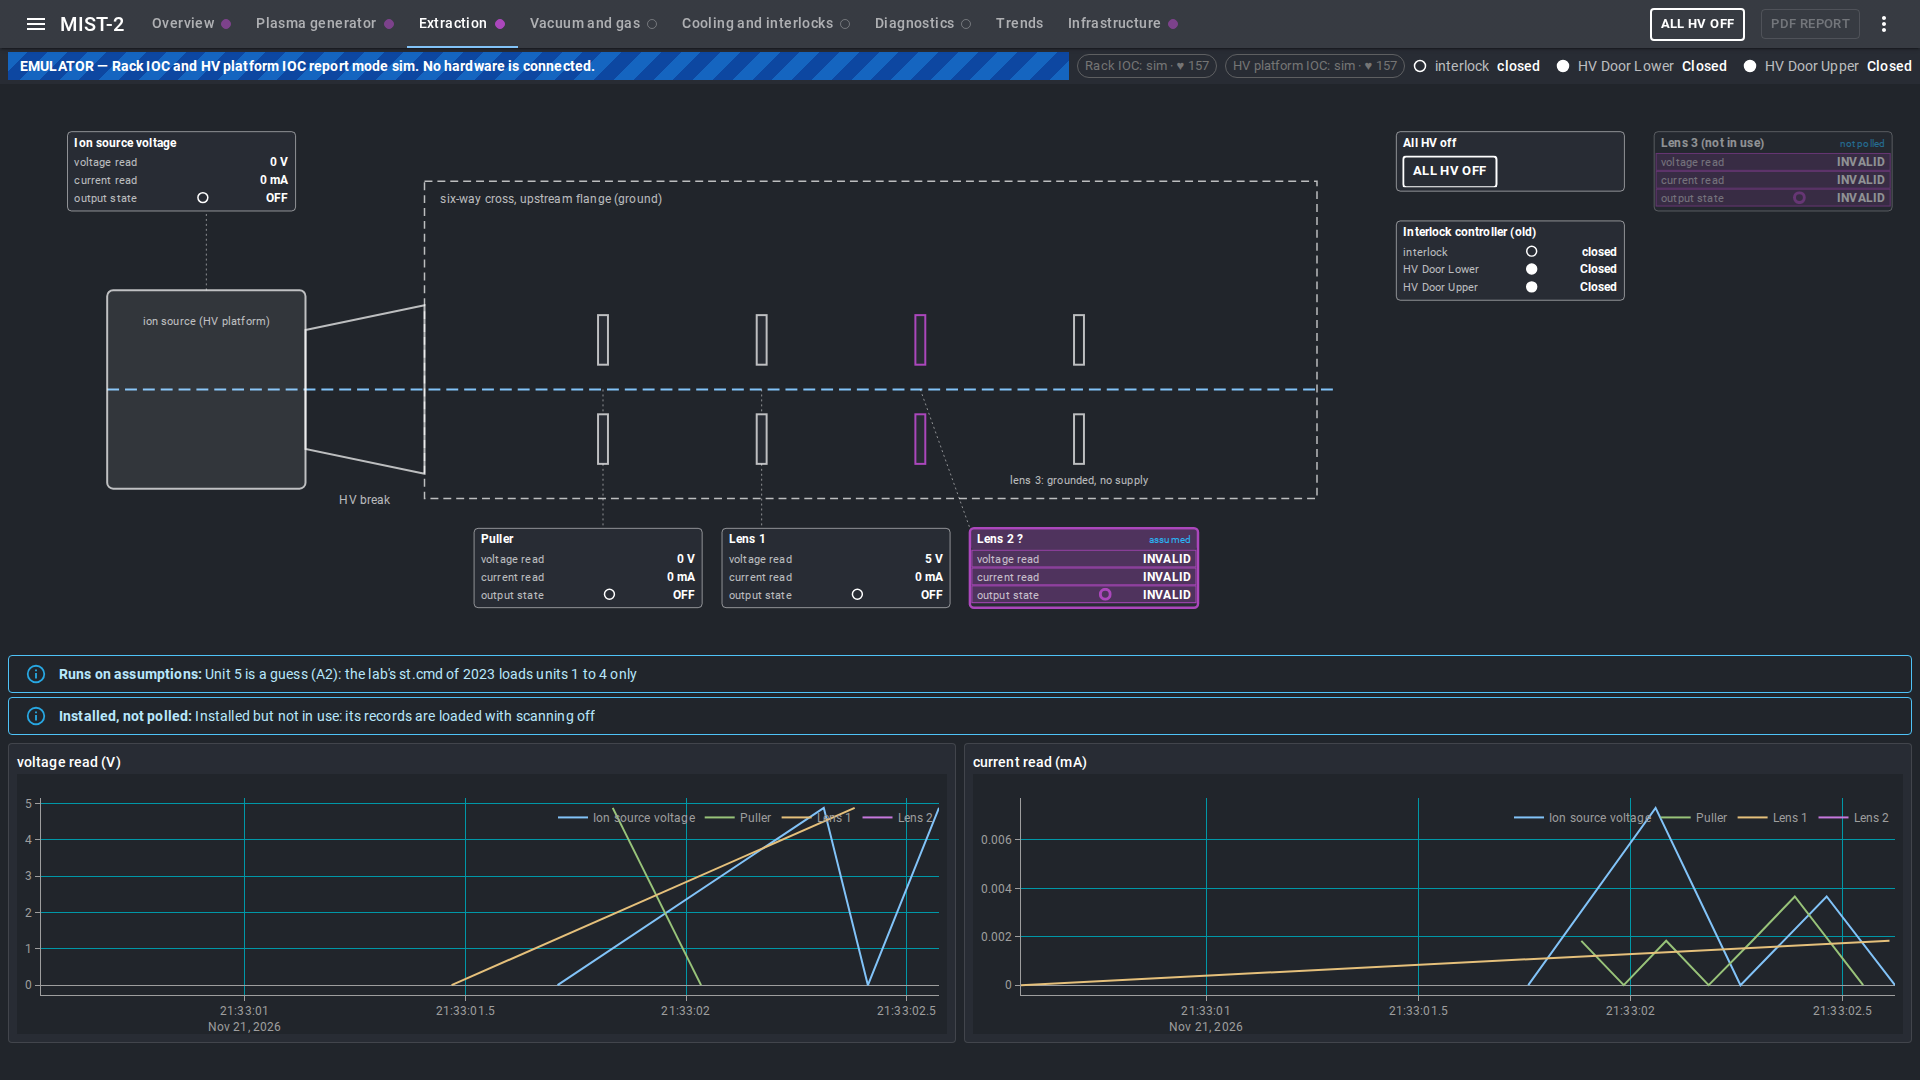 MIST-2 Overview Plasma generator Extraction Vacuum and gas Cooling and interlocks Diagnostics Trends Infrastructure ALL HV OFF PDF REPORT
EMULATOR — Rack IOC and HV platform IOC report mode sim. No hardware is connected. Rack IOC: sim · ♥ 157 HV platform IOC: sim · ♥ 157 interlock closed HV Door Lower Closed HV Door Upper Closed
Ion source voltage
voltage read 0 V
current read 0 mA
output state OFF
All HV off
ALL HV OFF
Lens 3 (not in use) not polled
voltage read INVALID
current read INVALID
output state INVALID
Interlock controller (old)
interlock closed
HV Door Lower Closed
HV Door Upper Closed
six-way cross, upstream flange (ground)
ion source (HV platform)
HV break
lens 3: grounded, no supply
Puller
voltage read 0 V
current read 0 mA
output state OFF
Lens 1
voltage read 5 V
current read 0 mA
output state OFF
Lens 2 ? assumed
voltage read INVALID
current read INVALID
output state INVALID
Runs on assumptions: Unit 5 is a guess (A2): the lab's st.cmd of 2023 loads units 1 to 4 only
Installed, not polled: Installed but not in use: its records are loaded with scanning off
voltage read (V)
Ion source voltage Puller Lens 1 Lens 2
5
4
3
2
1
0
21:33:01 21:33:01.5 21:33:02 21:33:02.5
Nov 21, 2026
current read (mA)
Ion source voltage Puller Lens 1 Lens 2
0.006
0.004
0.002
0
21:33:01 21:33:01.5 21:33:02 21:33:02.5
Nov 21, 2026